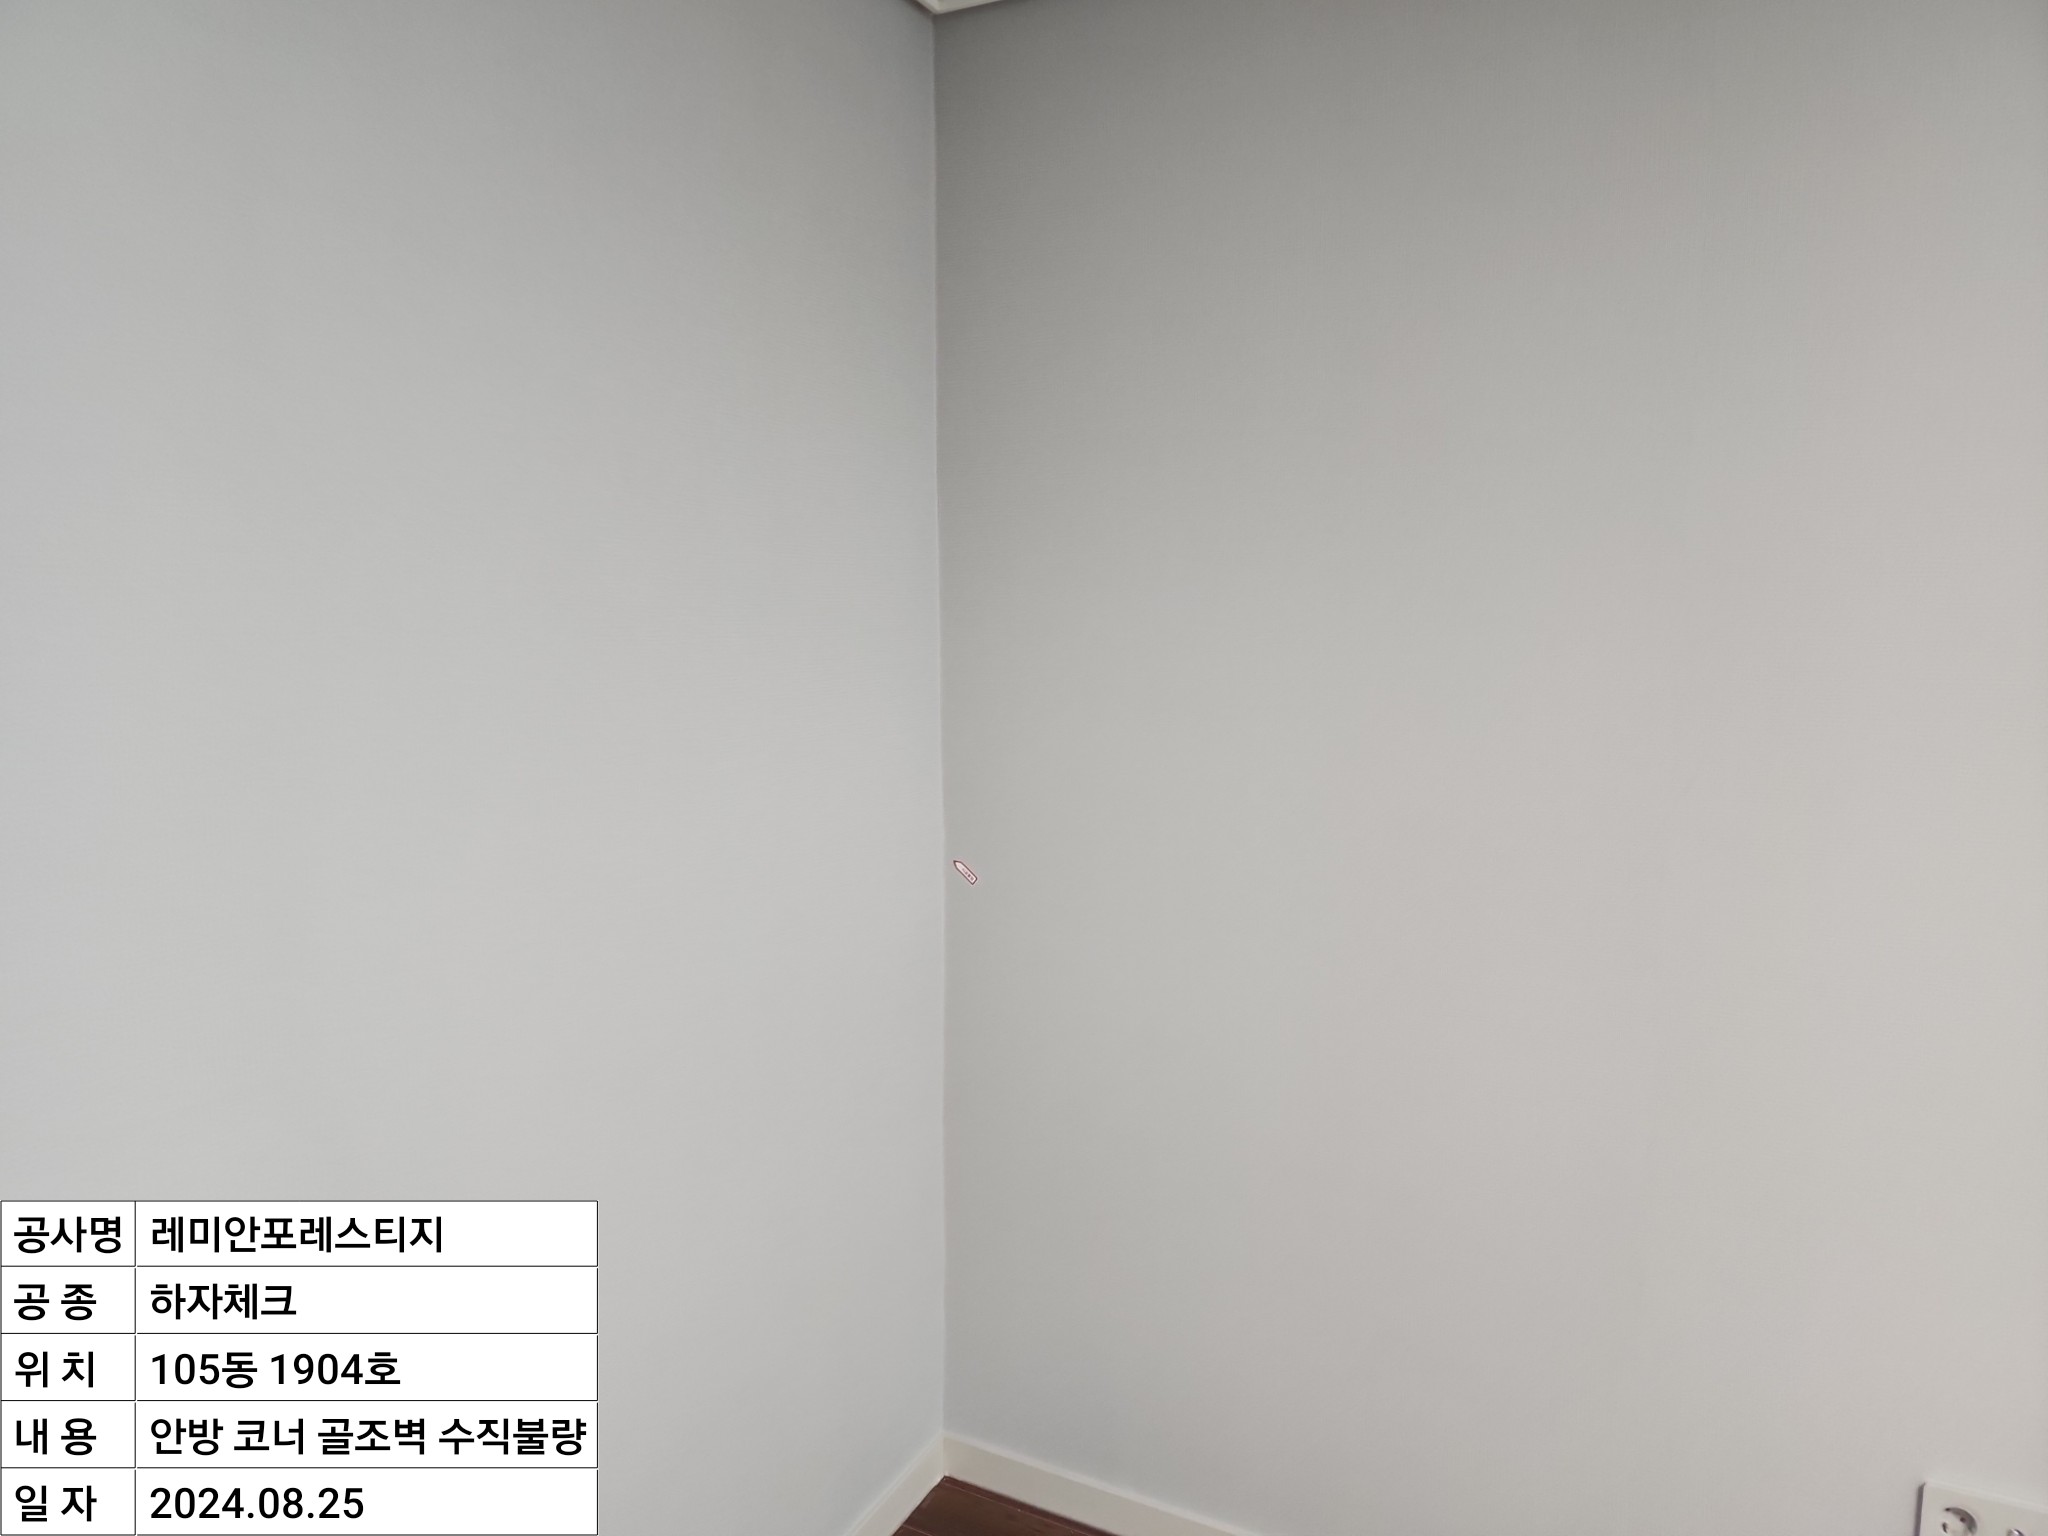 공사명 레미안포레스티지
공 종 하자체크
위 치 105동 1904호
내 용 안방 코너 골조벽 수직불량
일 자 2024.08.25